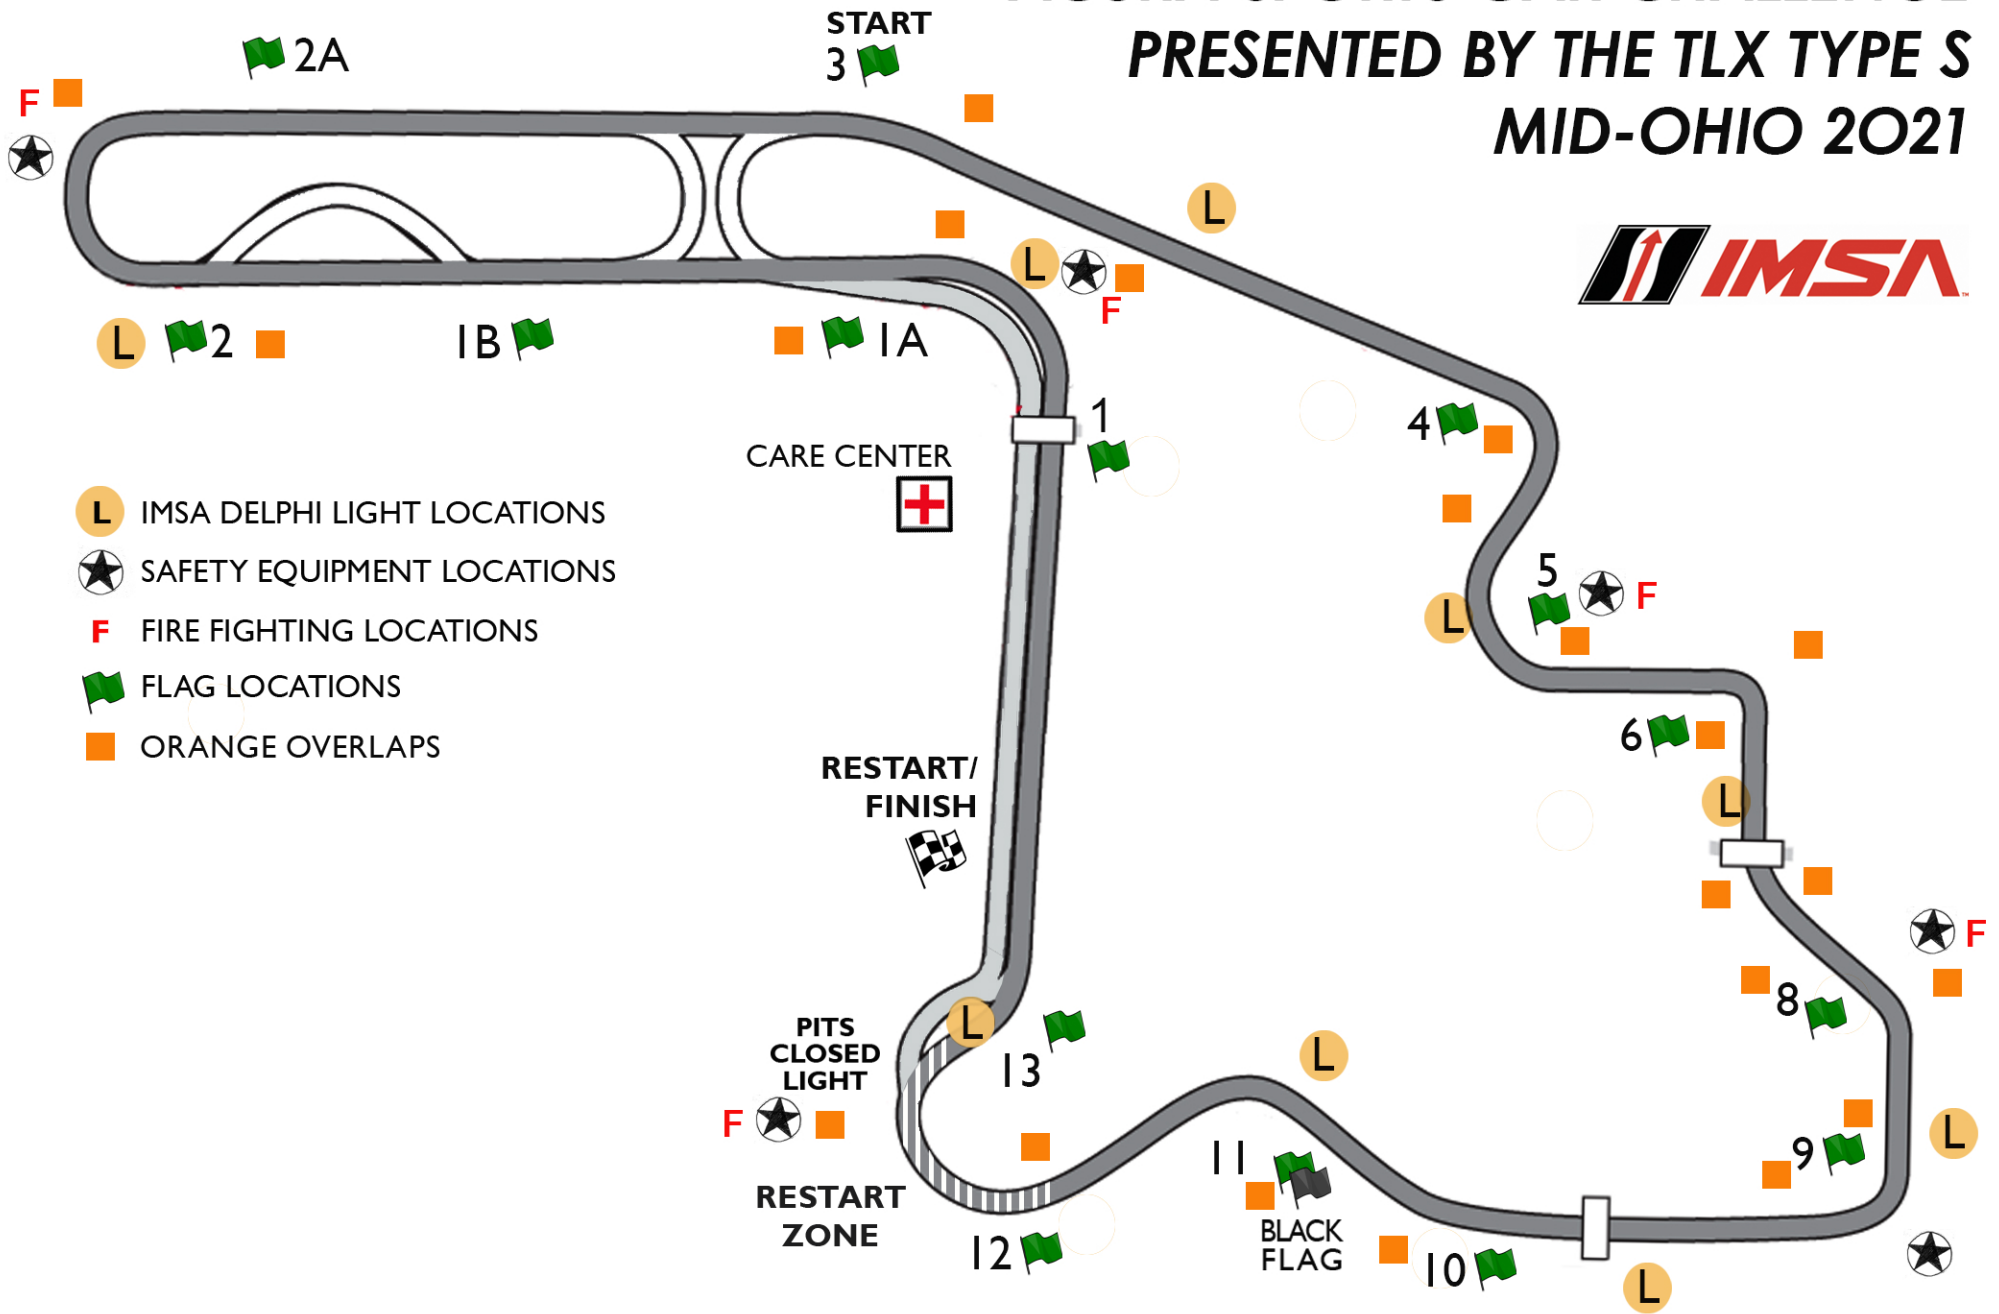 PRESENTED BY THE TLX TYPE S
MID-OHIO 2021
IMSA
START
3
2A
F
L
L
F
L
2
1B
1A
1
4
CARE CENTER
L IMSA DELPHI LIGHT LOCATIONS
SAFETY EQUIPMENT LOCATIONS
F FIRE FIGHTING LOCATIONS
FLAG LOCATIONS
ORANGE OVERLAPS
5
F
L
6
L
RESTART/
FINISH
F
8
L
13
PITS
CLOSED
LIGHT
F
L
L
9
11
RESTART
ZONE
12
BLACK
FLAG
10
L